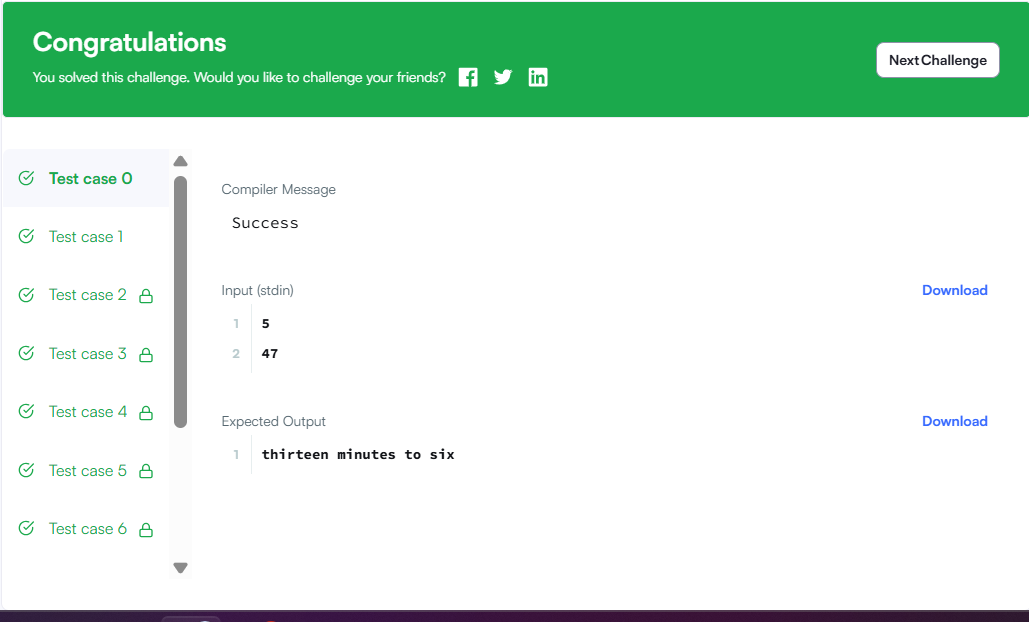 Congratulations
You solved this challenge. Would you like to challenge your friends?
Next Challenge
Test case 0
Test case 1
Test case 2
Test case 3
Test case 4
Test case 5
Test case 6
Compiler Message
Success
Input (stdin)
Download
1 5
2 47
Expected Output
Download
1 thirteen minutes to six